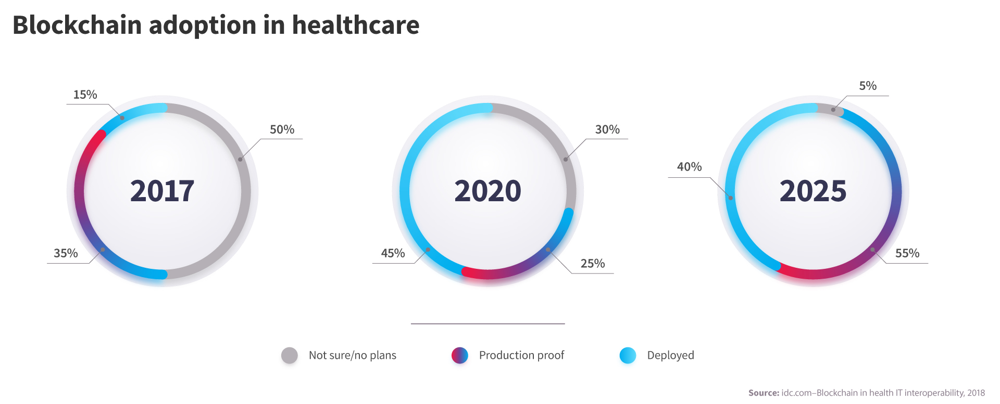 Blockchain adoption in healthcare
15%
50%
2017
35%
30%
2020
45%
25%
5%
40%
2025
55%
Not sure/no plans
Production proof
Deployed
Source: idc.com–Blockchain in health IT interoperability, 2018